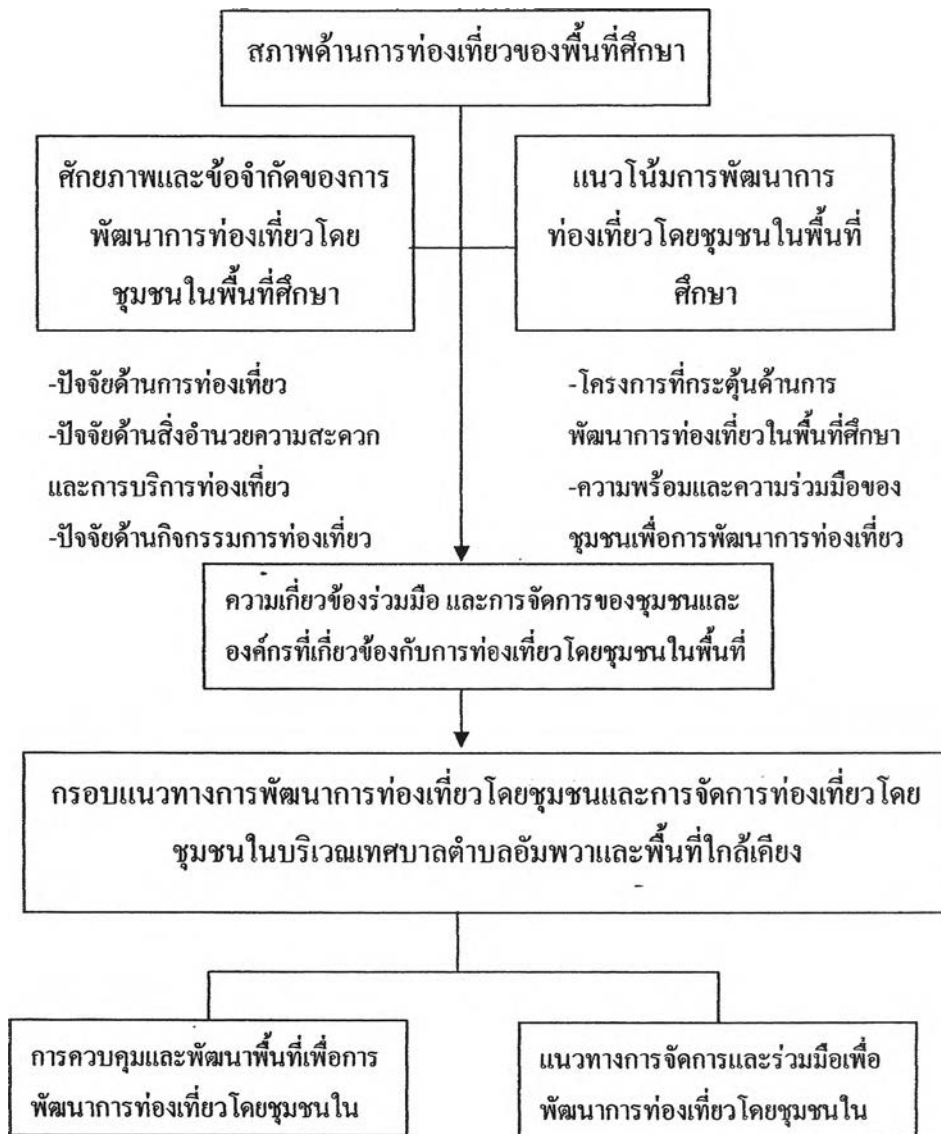 สภาพด้านการท่องเที่ยวของพื้นที่ศึกษา
ศักยภาพและข้อจำกัดของการ
พัฒนาการท่องเที่ยวโดย
ชุมชนในพื้นที่ศึกษา
แนวโน้มการพัฒนาการ
ท่องเที่ยวโดยชุมชนในพื้นที่
ศึกษา
-ปัจจัยด้านการท่องเที่ยว
-ปัจจัยด้านสิ่งอำนวยความสะดวก
และการบริการท่องเที่ยว
-ปัจจัยด้านกิจกรรมการท่องเที่ยว
-โครงการที่กระตุ้นด้านการ
พัฒนาการท่องเที่ยวในพื้นที่ศึกษา
-ความพร้อมและความร่วมมือของ
ชุมชนเพื่อการพัฒนาการท่องเที่ยว
ความเกี่ยวข้องร่วมมือ และการจัดการของชุมชนและ
องค์กรที่เกี่ยวข้องกับการท่องเที่ยวโดยชุมชนในพื้นที่
กรอบแนวทางการพัฒนาการท่องเที่ยวโดยชุมชนและการจัดการท่องเที่ยวโดย
ชุมชนในบริเวณเทศบาลตำบลอัมพวาและพื้นที่ใกล้เคียง
การควบคุมและพัฒนาพื้นที่เพื่อการ
พัฒนาการท่องเที่ยวโดยชุมชนใน
แนวทางการจัดการและร่วมมือเพื่อ
พัฒนาการท่องเที่ยวโดยชุมชนใน